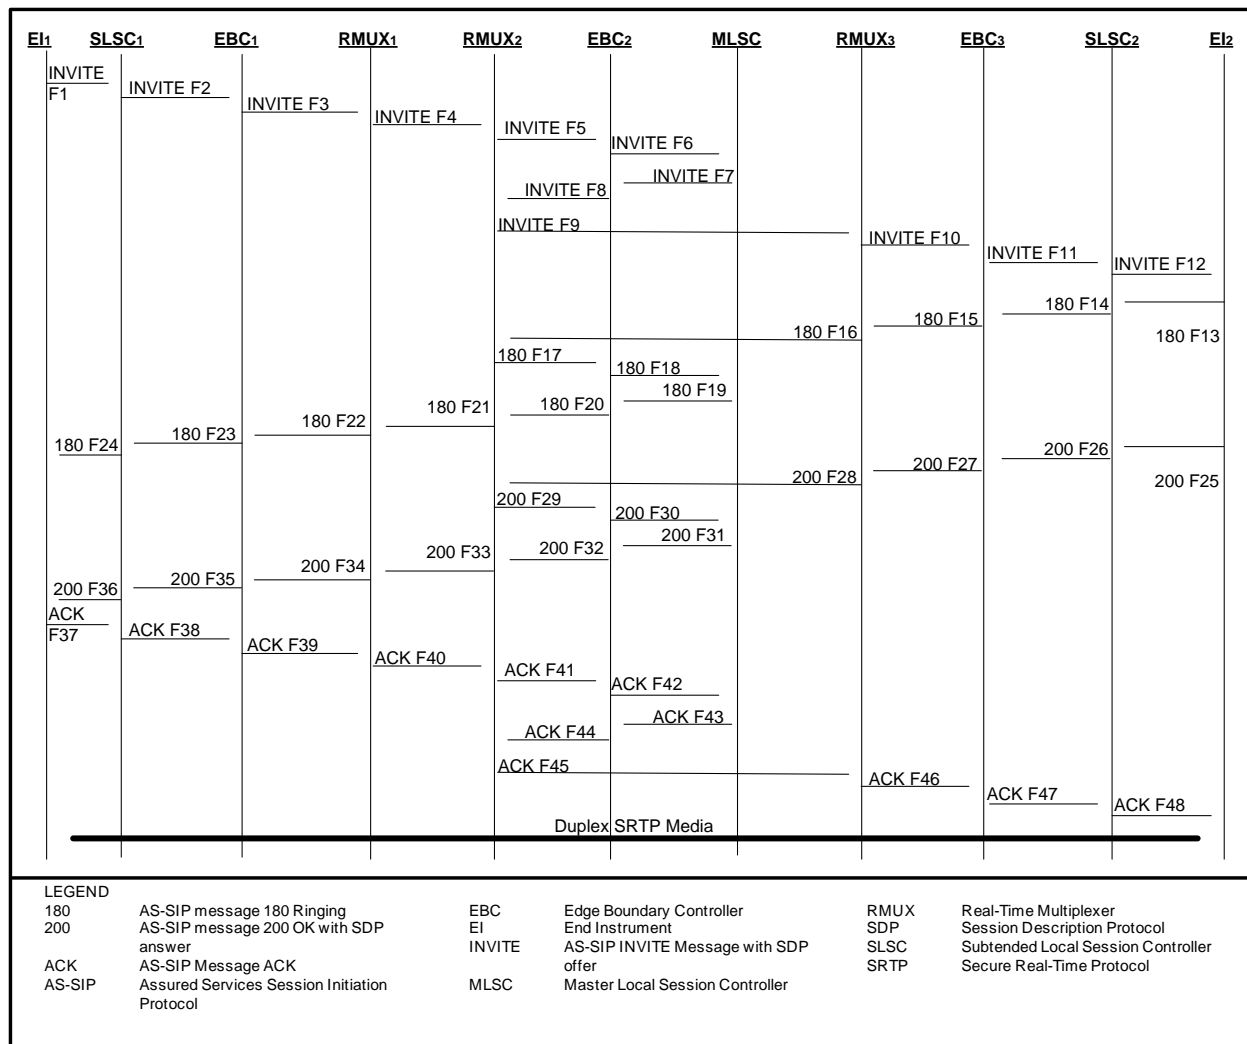 EI1 SLSC1 EBC1 RMUX1 RMUX2 EBC2 MLSC RMUX3 EBC3 SLSC2 EI2
INVITE
F1
INVITE F2
INVITE F3
INVITE F4
INVITE F5
INVITE F6
INVITE F7
INVITE F8
INVITE F9
INVITE F10
INVITE F11
INVITE F12
180 F13
180 F14
180 F15
180 F16
180 F17
180 F18
180 F19
180 F20
180 F21
180 F22
180 F23
180 F24
200 F25
200 F26
200 F27
200 F28
200 F29
200 F30
200 F31
200 F32
200 F33
200 F34
200 F35
200 F36
ACK
F37
ACK F38
ACK F39
ACK F40
ACK F41
ACK F42
ACK F43
ACK F44
ACK F45
ACK F46
ACK F47
ACK F48
Duplex SRTP Media
LEGEND
180 AS-SIP message 180 Ringing
200 AS-SIP message 200 OK with SDP
answer
ACK AS-SIP Message ACK
AS-SIP Assured Services Session Initiation
Protocol
EBC Edge Boundary Controller
EI End Instrument
INVITE AS-SIP INVITE Message with SDP
offer
MLSC Master Local Session Controller
RMUX Real-Time Multiplexer
SDP Session Description Protocol
SLSC Subtended Local Session Controller
SRTP Secure Real-Time Protocol